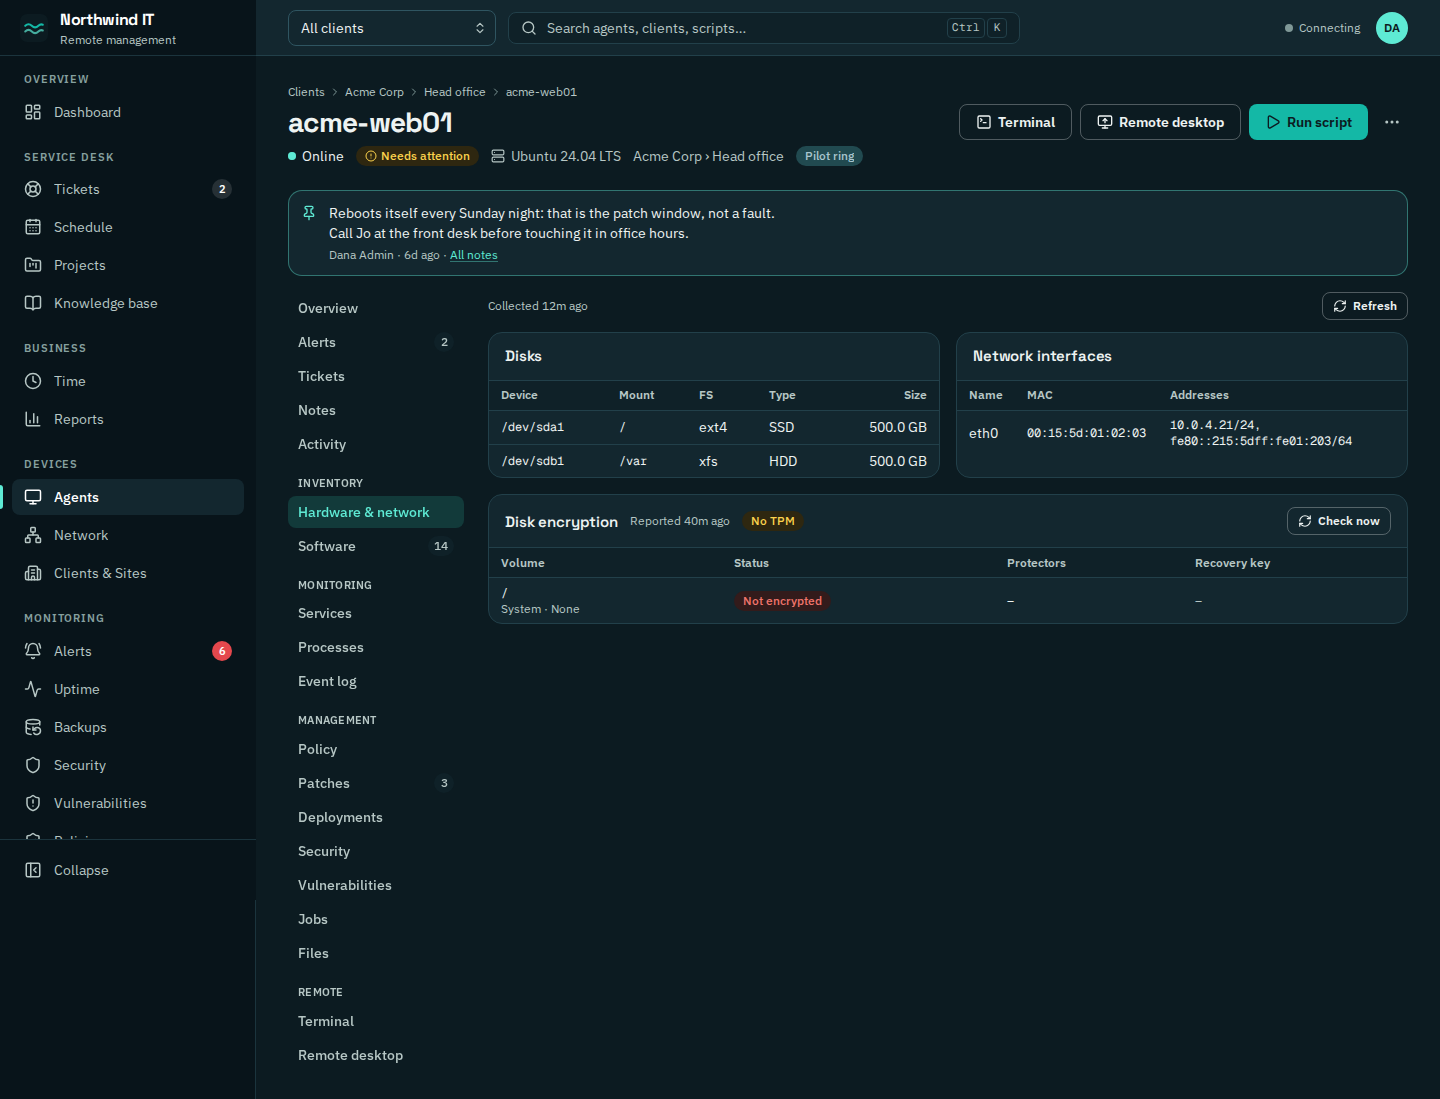 Northwind IT
Remote management
All clients
Search agents, clients, scripts...
Ctrl K
Connecting
DA
OVERVIEW
Dashboard
SERVICE DESK
Tickets 2
Schedule
Projects
Knowledge base
BUSINESS
Time
Reports
DEVICES
Agents
Network
Clients & Sites
MONITORING
Alerts 6
Uptime
Backups
Security
Vulnerabilities
Collapse
Clients > Acme Corp > Head office > acme-web01
acme-web01
Online
Needs attention
Ubuntu 24.04 LTS
Acme Corp › Head office
Pilot ring
Terminal
Remote desktop
Run script
Reboots itself every Sunday night: that is the patch window, not a fault.
Call Jo at the front desk before touching it in office hours.
Dana Admin · 6d ago · All notes
Overview
Alerts 2
Tickets
Notes
Activity
INVENTORY
Hardware & network
Software 14
MONITORING
Services
Processes
Event log
MANAGEMENT
Policy
Patches 3
Deployments
Security
Vulnerabilities
Jobs
Files
REMOTE
Terminal
Remote desktop
Collected 12m ago
Refresh
Disks
Device Mount FS Type Size
/dev/sda1 / ext4 SSD 500.0 GB
/dev/sdb1 /var xfs HDD 500.0 GB
Network interfaces
Name MAC Addresses
eth0 00:15:5d:01:02:03 10.0.4.21/24,
fe80::215:5dff:fe01:203/64
Disk encryption Reported 40m ago No TPM
Check now
Volume Status Protectors Recovery key
/
System · None
Not encrypted – –